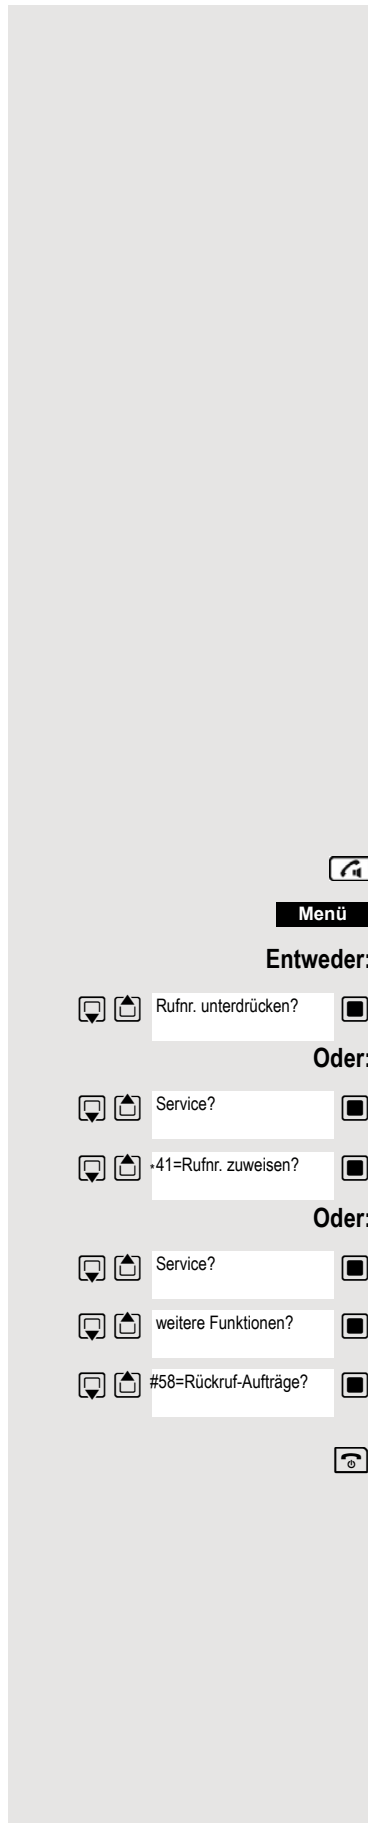 Menü
Entweder:
Rufnr. unterdrücken?
Oder:
Service?
*41=Rufnr. zuweisen?
Oder:
Service?
weitere Funktionen?
#58=Rückruf-Aufträge?